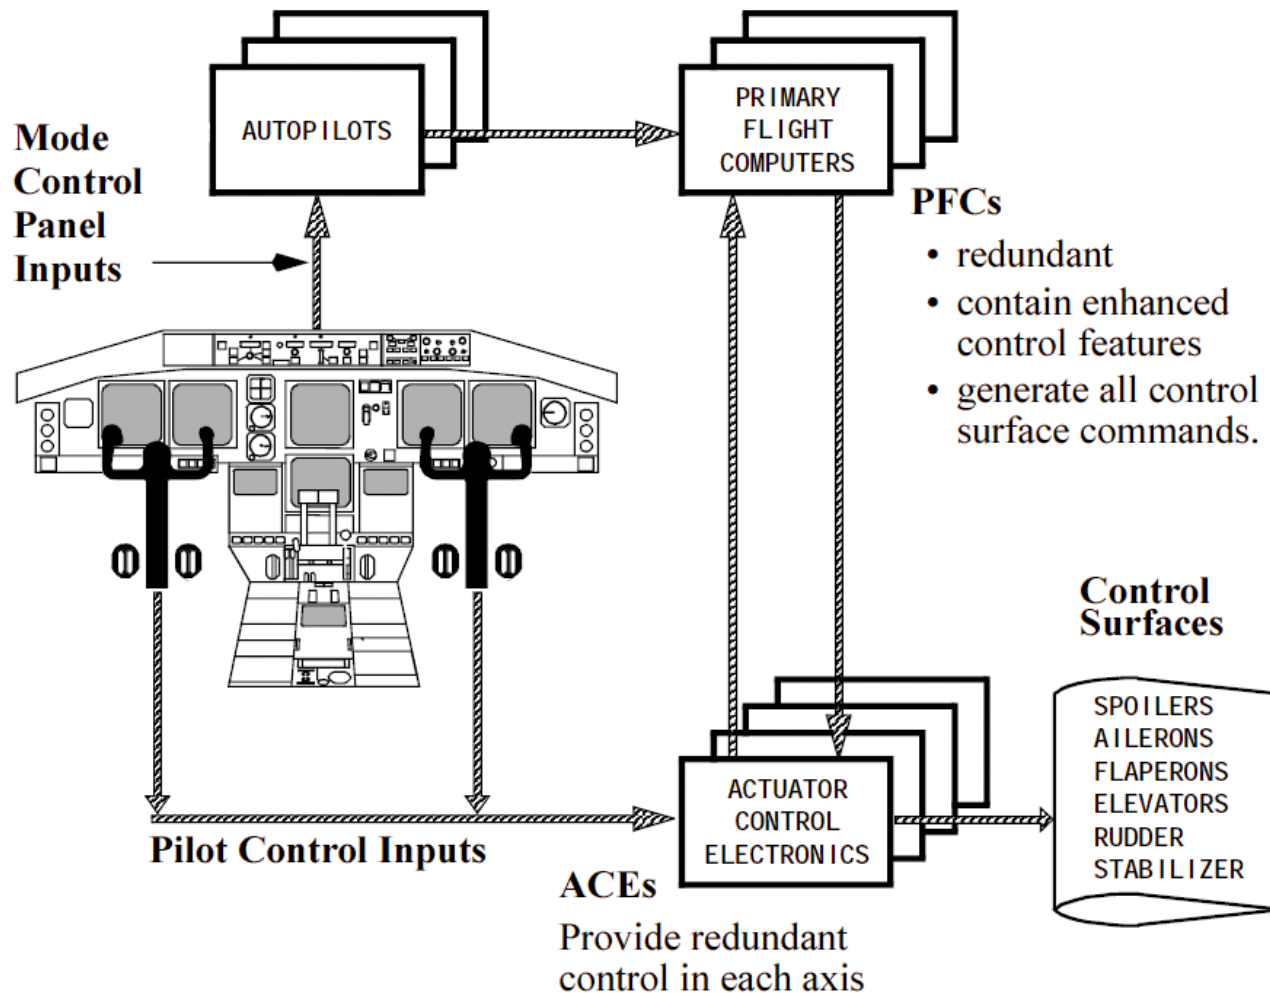 AUTOPILOTS
PRIMARY
FLIGHT
COMPUTERS
Mode
Control
Panel
Inputs
PFCs
• redundant
• contain enhanced
control features
• generate all control
surface commands.
Control
Surfaces
SPOILERS
AILERONS
FLAPERONS
ELEVATORS
RUDDER
STABILIZER
ACTUATOR
CONTROL
ELECTRONICS
Pilot Control Inputs
ACEs
Provide redundant
control in each axis